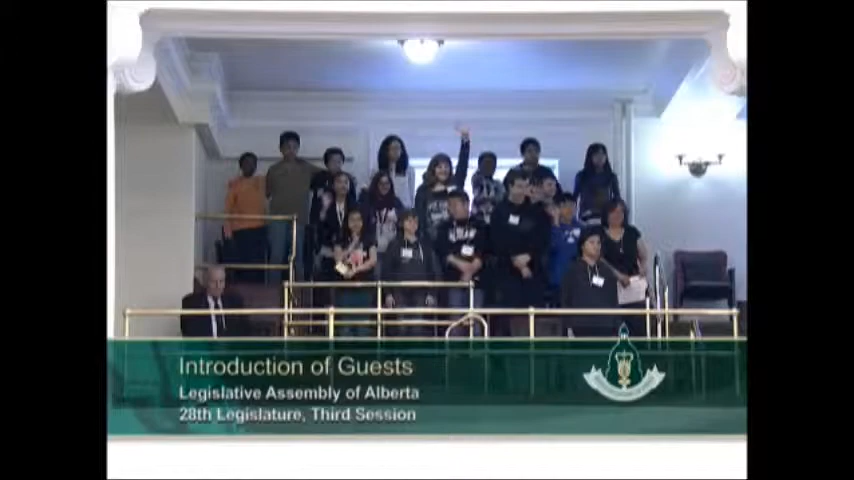 Introduction of Guests
Legislative Assembly of Alberta
28th Legislature, Third Session